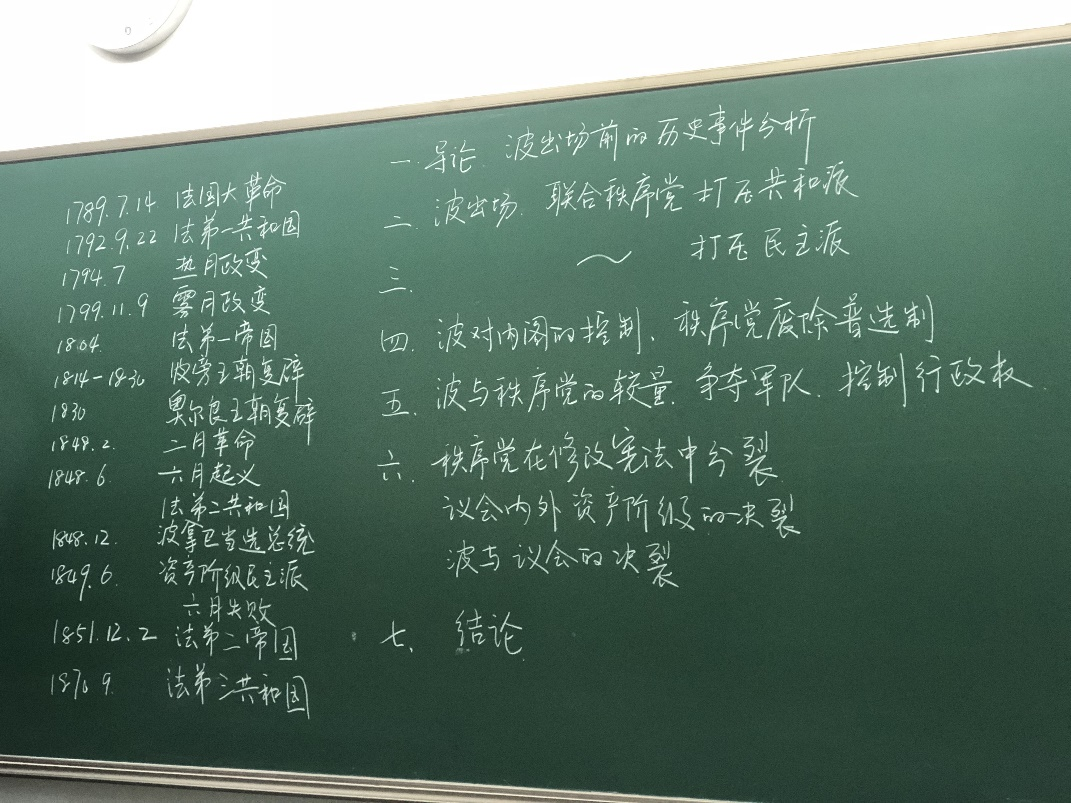 1789.7.14 法国大革命
1792.9.22 法第一共和国
1794.7 热月政变
1799.11.9 雾月政变
1804. 法第一帝国
1814-1830 波旁王朝复辟
1830 奥尔良王朝复辟
1848.2. 二月革命
1848.6. 六月起义
法第二共和国
1848.12. 波拿巴当选总统
1849.6. 资产阶级民主派
六月失败
1851.12.2 法第二帝国
1870 9. 法第三共和国
一 导论. 波出场前的历史事件分析
二. 波出场. 联合秩序党 打压共和派
三. ～ 打压民主派
四. 波对内阁的控制、秩序党废除普选制
五. 波与秩序党的较量. 争夺军队. 控制行政权
六. 秩序党在修改宪法中分裂
议会内外资产阶级的决裂
波与议会的决裂
七、 结论